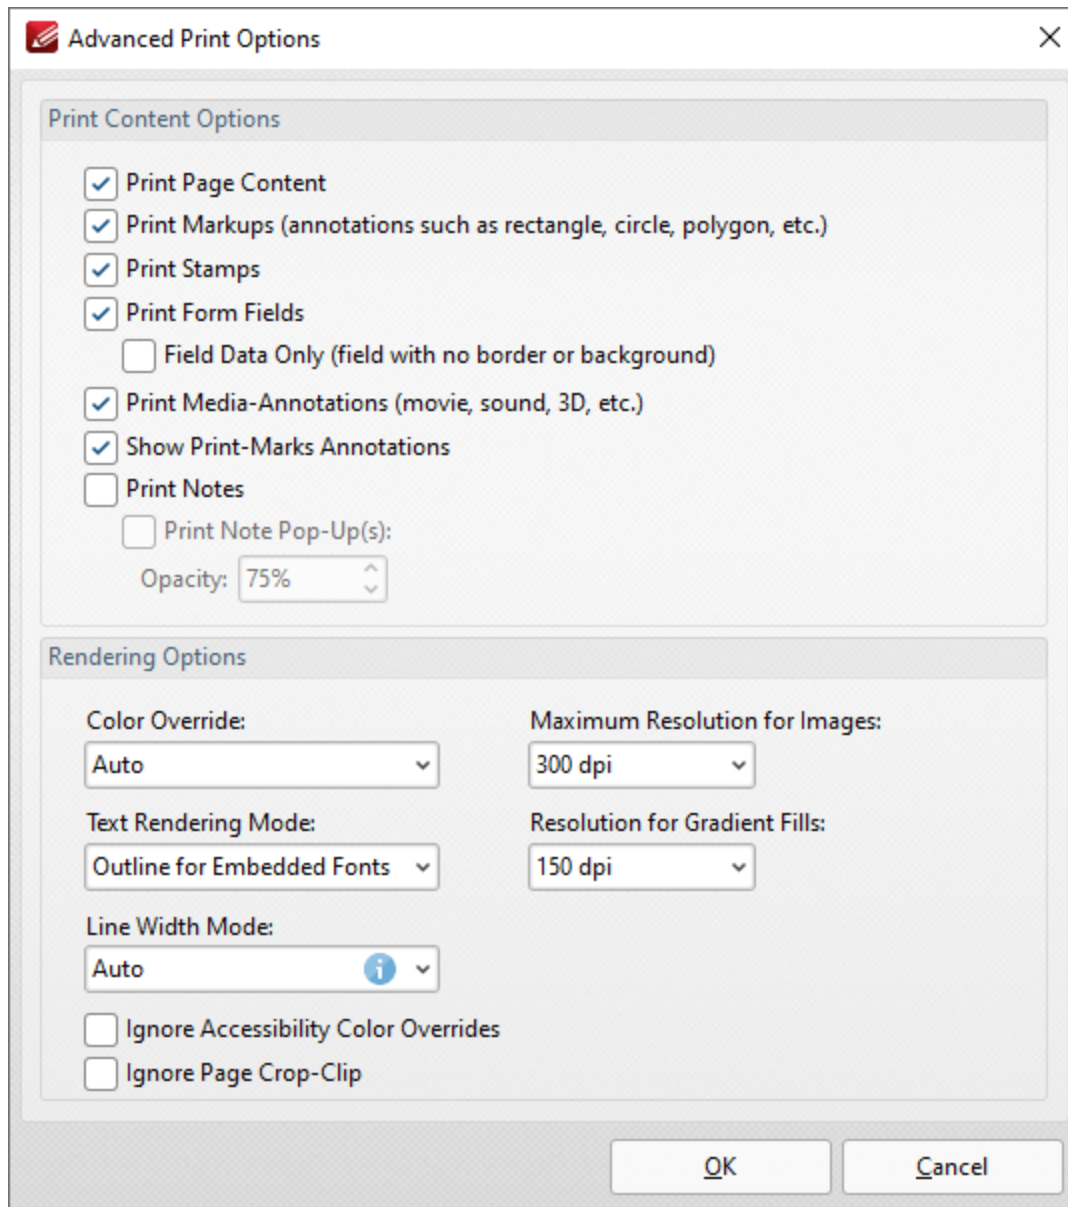 Advanced Print Options
Print Content Options
Print Page Content
Print Markups (annotations such as rectangle, circle, polygon, etc.)
Print Stamps
Print Form Fields
Field Data Only (field with no border or background)
Print Media-Annotations (movie, sound, 3D, etc.)
Show Print-Marks Annotations
Print Notes
Print Note Pop-Up(s):
Opacity: 75%
Rendering Options
Color Override:
Auto
Maximum Resolution for Images:
300 dpi
Text Rendering Mode:
Outline for Embedded Fonts
Resolution for Gradient Fills:
150 dpi
Line Width Mode:
Auto
Ignore Accessibility Color Overrides
Ignore Page Crop-Clip
OK
Cancel